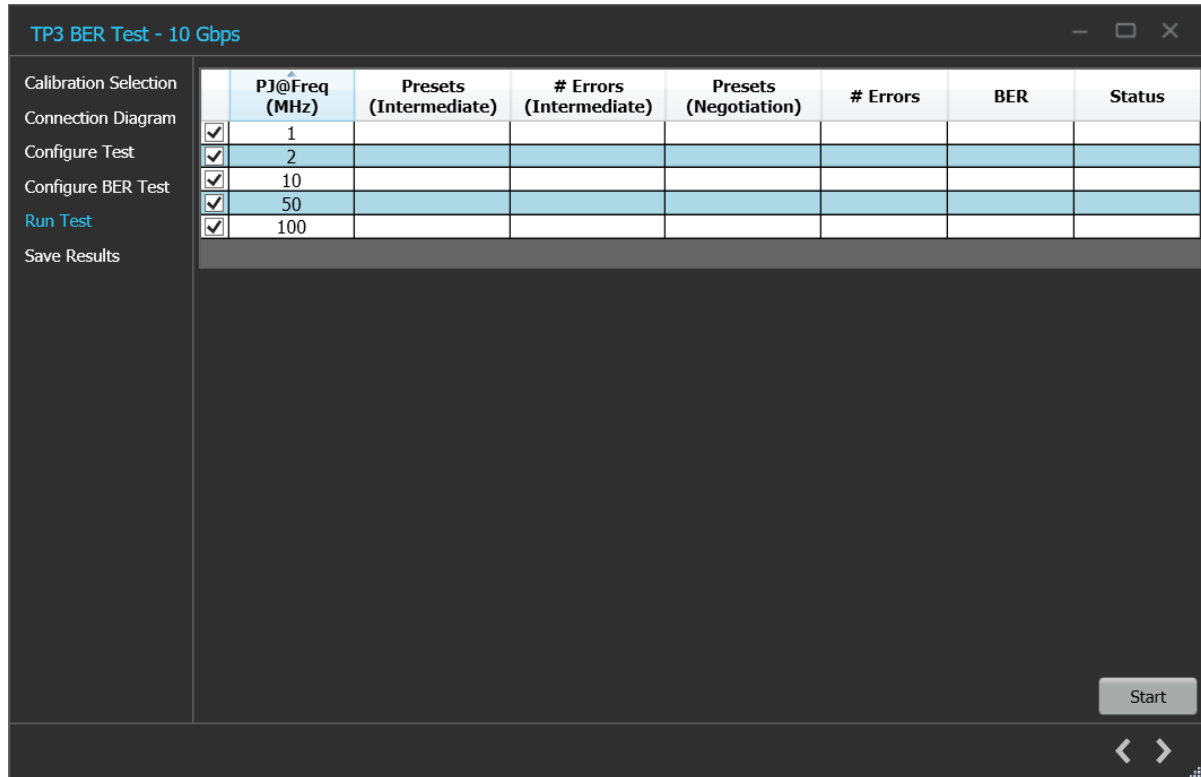 TP3 BER Test - 10 Gbps
Calibration Selection
Connection Diagram
Configure Test
Configure BER Test
Run Test
Save Results
PJ@Freq
(MHz)
Presets
(Intermediate)
# Errors
(Intermediate)
Presets
(Negotiation)
# Errors
BER
Status
1
2
10
50
100
Start